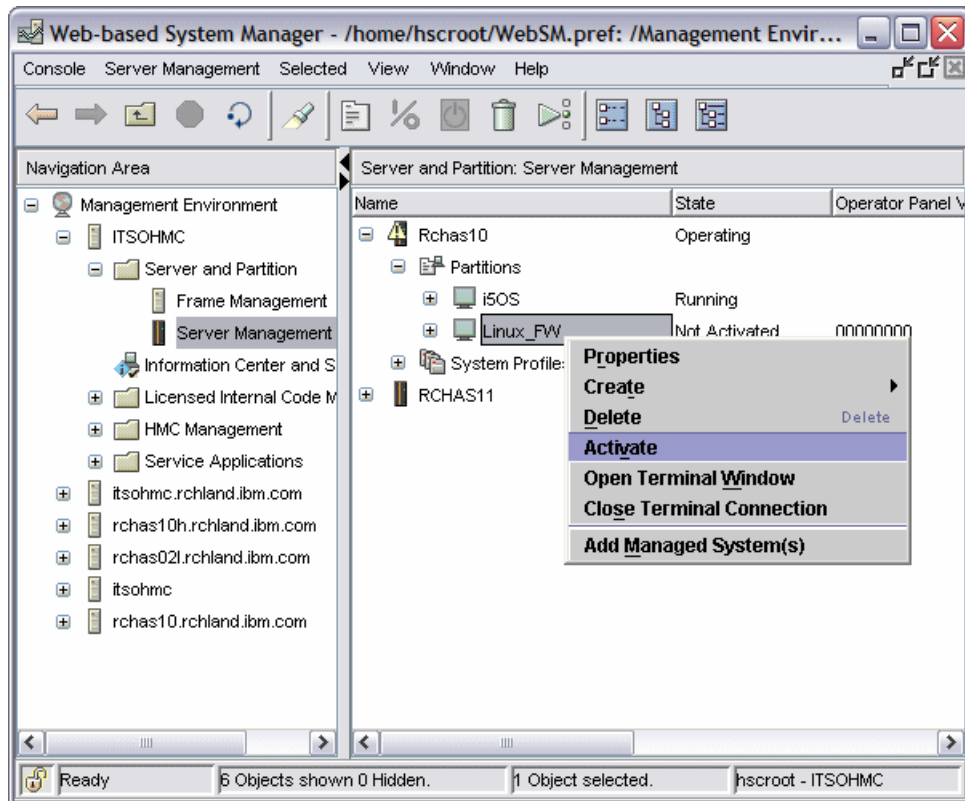 Web-based System Manager - /home/hscroot/WebSM.pref: /Management Envir...
Console Server Management Selected View Window Help
Navigation Area
Management Environment
ITSOHMC
Server and Partition
Frame Management
Server Management
Information Center and S
Licensed Internal Code M
HMC Management
Service Applications
itsohmc.rchland.ibm.com
rchas10h.rchland.ibm.com
rchas02l.rchland.ibm.com
itsohmc
rchas10.rchland.ibm.com
Server and Partition: Server Management
Name State Operator Panel V
Rchas10 Operating
Partitions
i5OS Running
Linux_FW Not Activated 00000000
System Profile
RCHAS11
Properties
Create
Delete Delete
Activate
Open Terminal Window
Close Terminal Connection
Add Managed System(s)
Ready 6 Objects shown 0 Hidden. 1 Object selected. hscroot - ITSOHMC